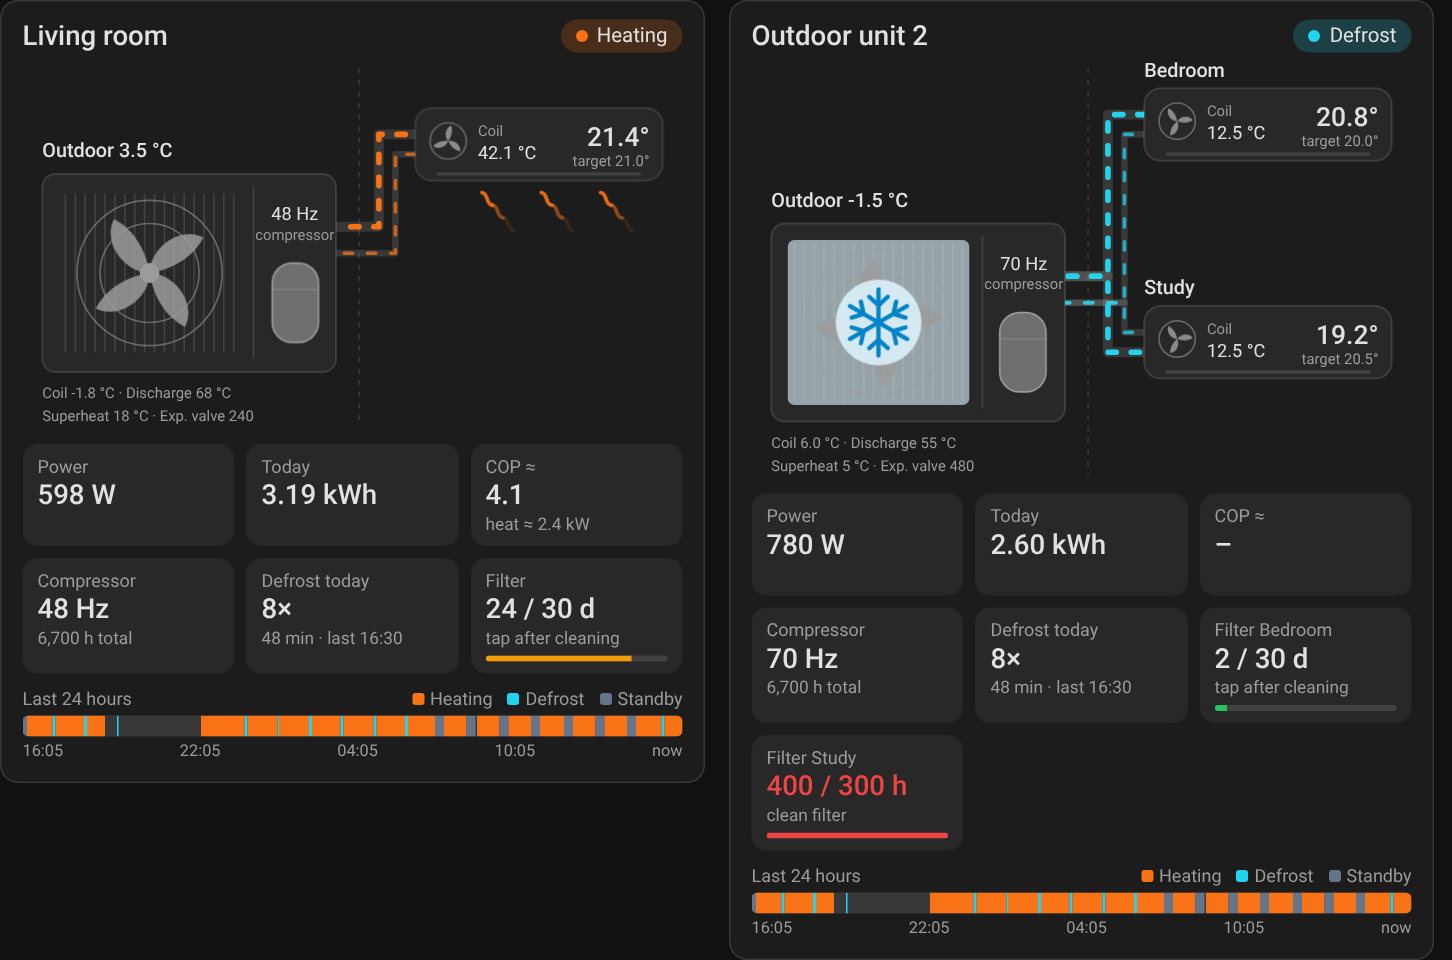 Living room
Heating
Outdoor 3.5 °C
Coil
42.1 °C
21.4°
target 21.0°
48 Hz
compressor
Coil -1.8 °C · Discharge 68 °C
Superheat 18 °C · Exp. valve 240
Power
598 W
Today
3.19 kWh
COP ≈
4.1
heat ≈ 2.4 kW
Compressor
48 Hz
6,700 h total
Defrost today
8×
48 min · last 16:30
Filter
24 / 30 d
tap after cleaning
Last 24 hours
Heating
Defrost
Standby
16:05
22:05
04:05
10:05
now
Outdoor unit 2
Defrost
Bedroom
Coil
12.5 °C
20.8°
target 20.0°
Outdoor -1.5 °C
70 Hz
compressor
Study
Coil
12.5 °C
19.2°
target 20.5°
Coil 6.0 °C · Discharge 55 °C
Superheat 5 °C · Exp. valve 480
Power
780 W
Today
2.60 kWh
COP ≈
–
Compressor
70 Hz
6,700 h total
Defrost today
8×
48 min · last 16:30
Filter Bedroom
2 / 30 d
tap after cleaning
Filter Study
400 / 300 h
clean filter
Last 24 hours
Heating
Defrost
Standby
16:05
22:05
04:05
10:05
now